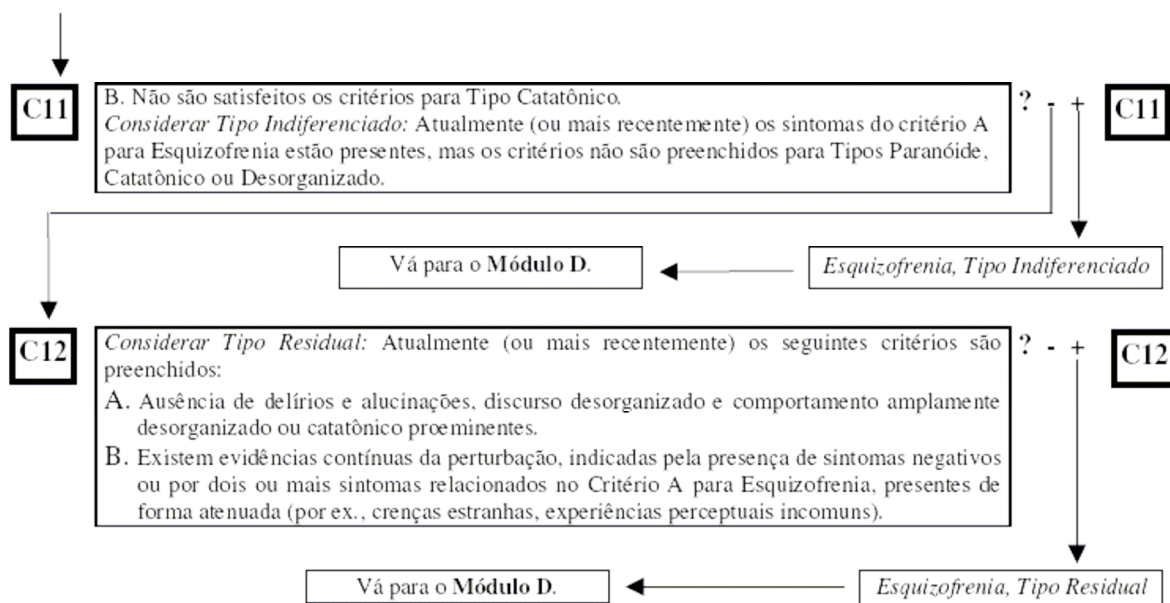 C11
B. Não são satisfeitos os critérios para Tipo Catatônico.
Considerar Tipo Indiferenciado: Atualmente (ou mais recentemente) os sintomas do critério A
para Esquizofrenia estão presentes, mas os critérios não são preenchidos para Tipos Paranóide,
Catatônico ou Desorganizado.
? - +
C11
Vá para o Módulo D.
Esquizofrenia, Tipo Indiferenciado
C12
Considerar Tipo Residual: Atualmente (ou mais recentemente) os seguintes critérios são
preenchidos:
A. Ausência de delírios e alucinações, discurso desorganizado e comportamento amplamente
desorganizado ou catatônico proeminentes.
B. Existem evidências contínuas da perturbação, indicadas pela presença de sintomas negativos
ou por dois ou mais sintomas relacionados no Critério A para Esquizofrenia, presentes de
forma atenuada (por ex., crenças estranhas, experiências perceptuais incomuns).
? - +
C12
Vá para o Módulo D.
Esquizofrenia, Tipo Residual